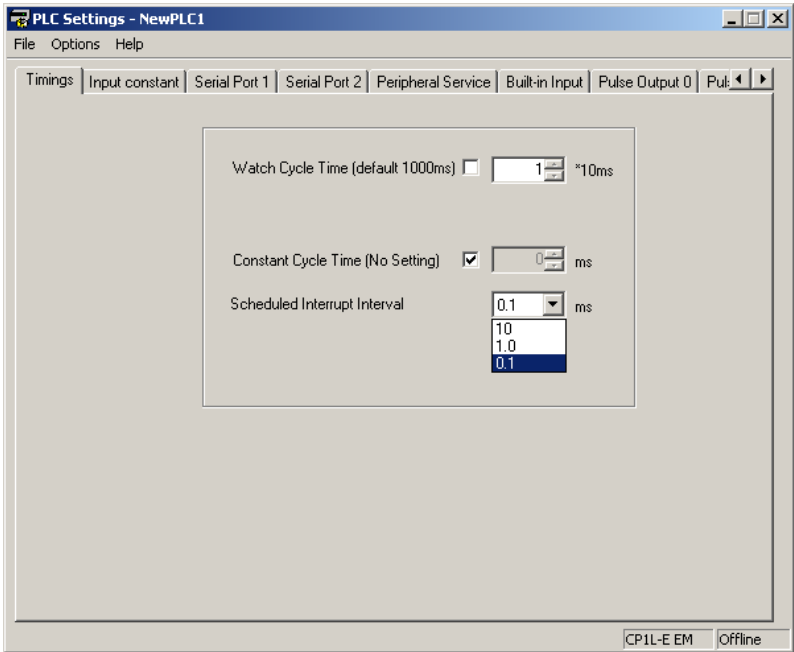 PLC Settings - NewPLC1
File Options Help
Timings Input constant Serial Port 1 Serial Port 2 Peripheral Service Built-in Input Pulse Output 0 Pul
Watch Cycle Time (default 1000ms) 1 *10ms
Constant Cycle Time (No Setting) 0 ms
Scheduled Interrupt Interval 0.1 ms
10
1.0
0.1
CP1L-E EM Offline